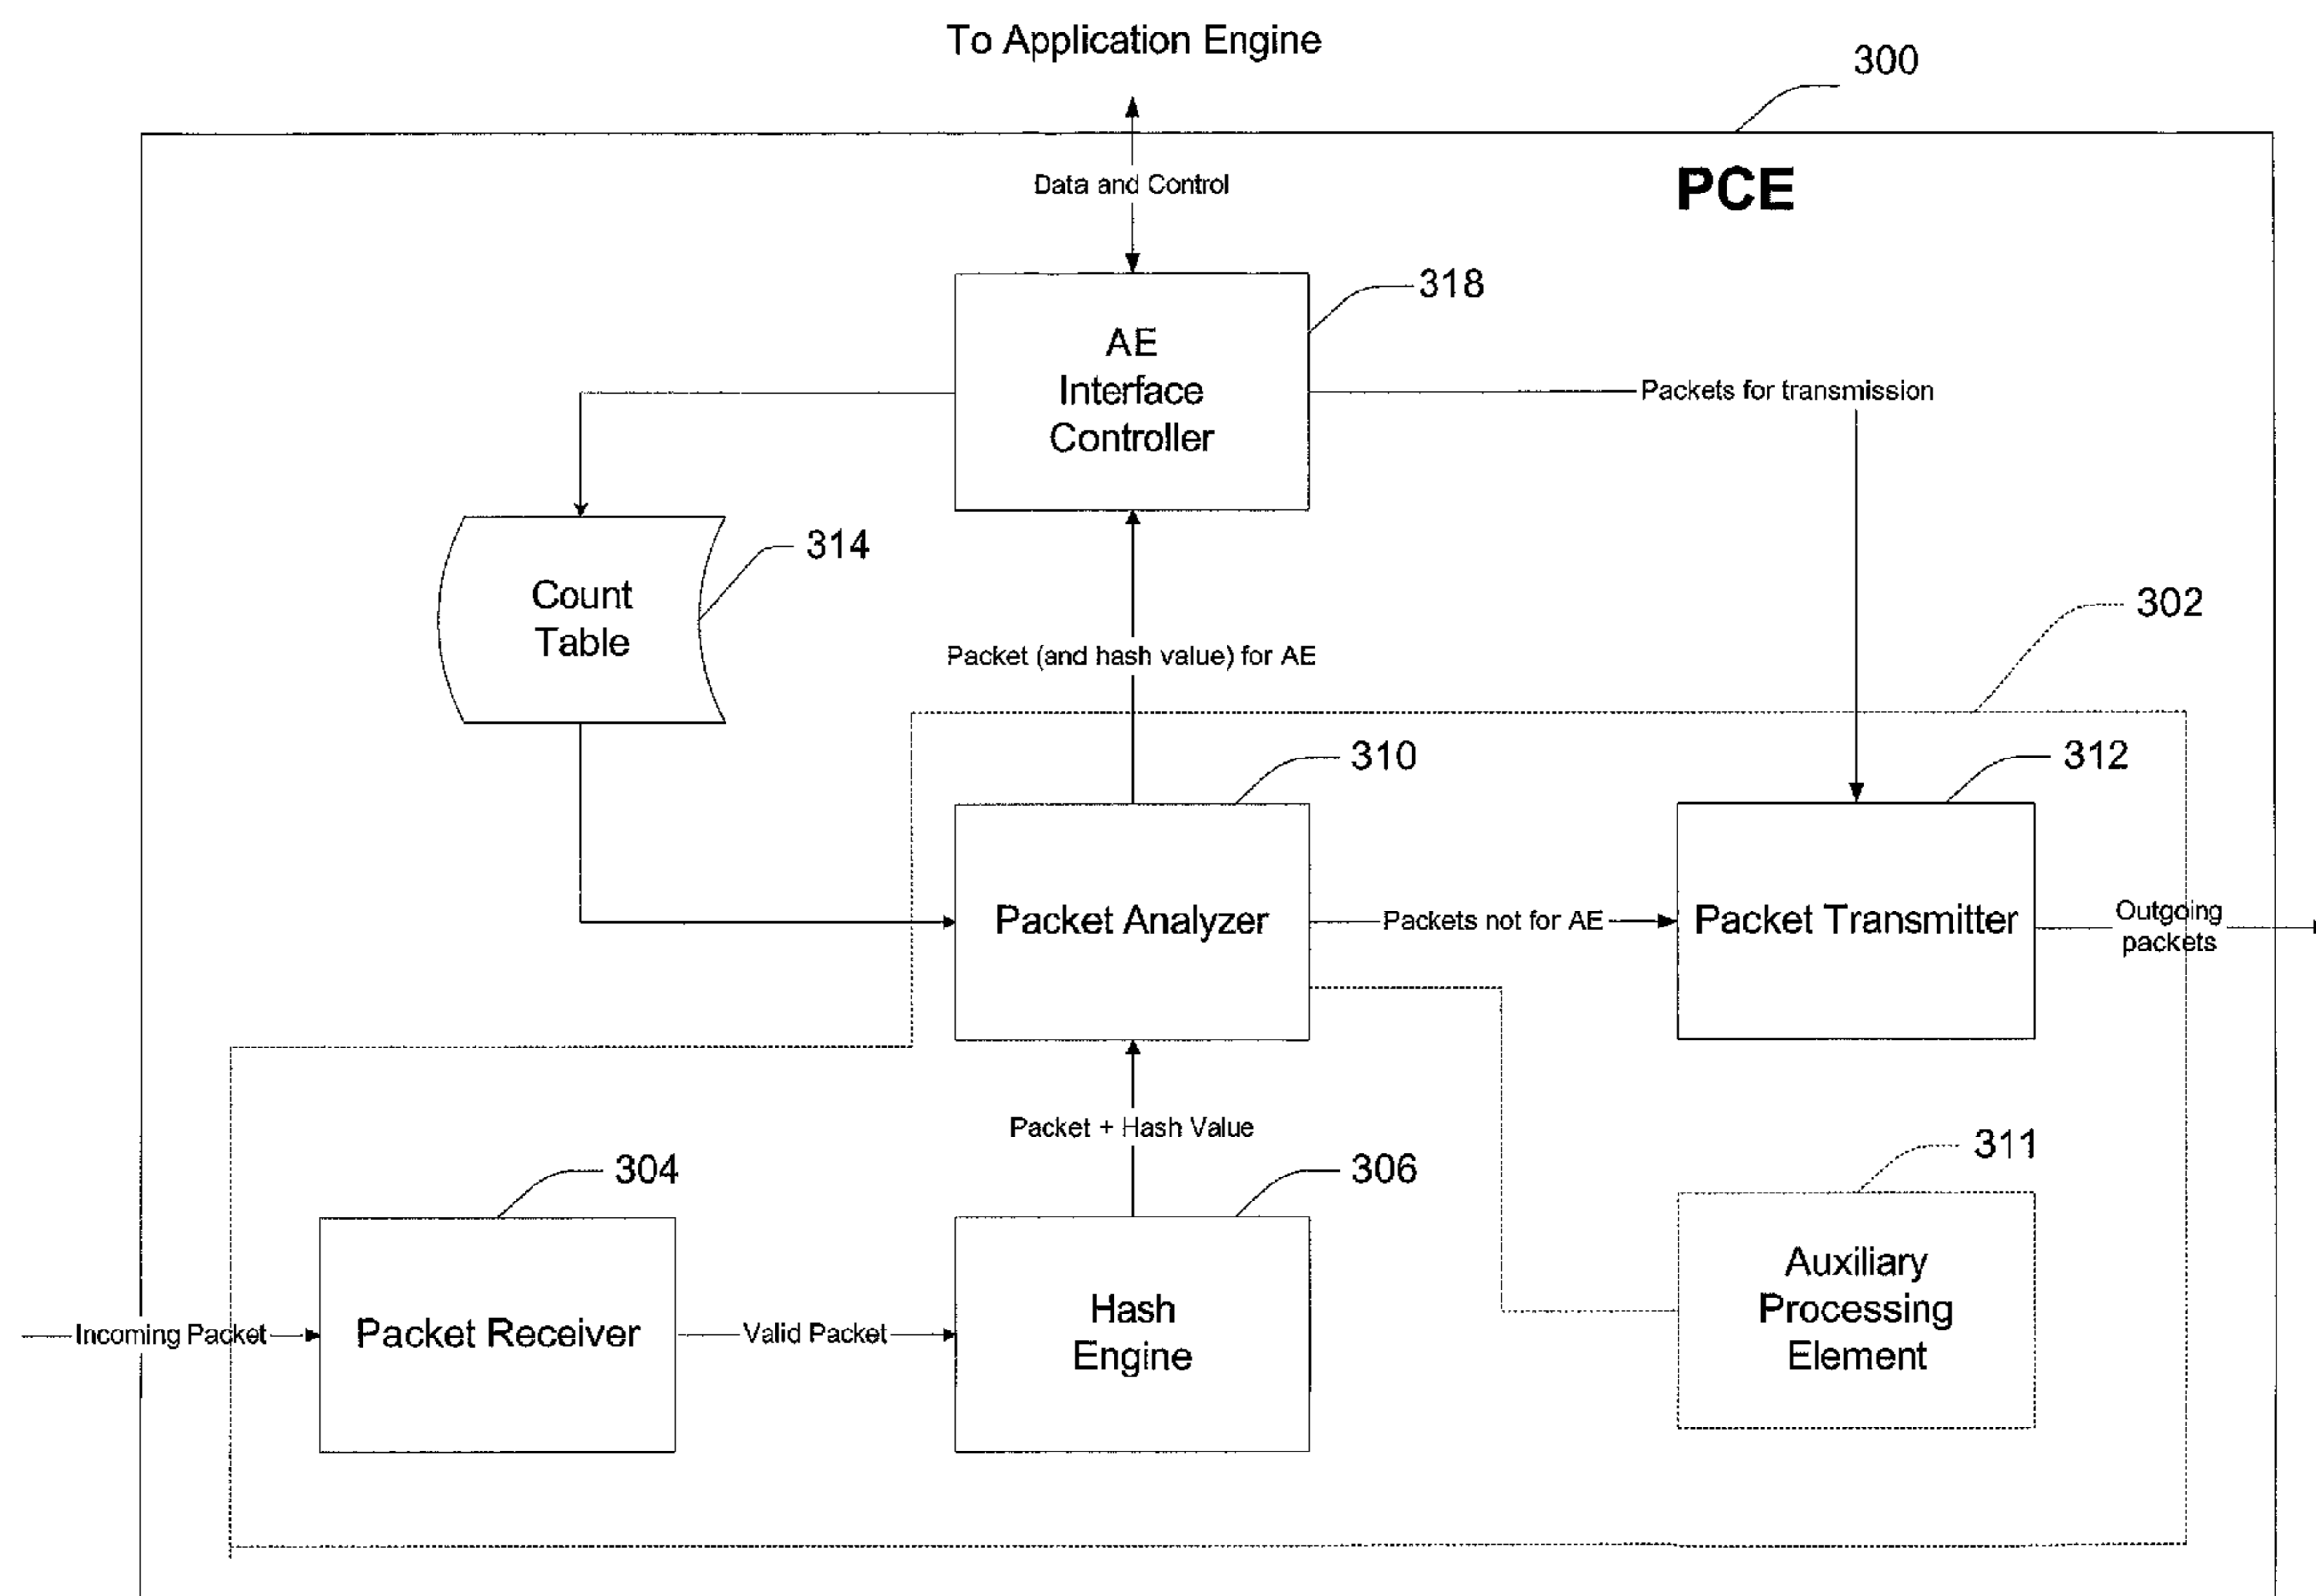 To Application Engine
300
PCE
Data and Control
318
AE
Interface
Controller
Packets for transmission
314
Count
Table
302
Packet (and hash value) for AE
310
312
Packet Analyzer
Packets not for AE
Packet Transmitter
Outgoing
packets
Packet + Hash Value
311
304
306
Auxiliary
Processing
Element
Incoming Packet
Packet Receiver
Valid Packet
Hash
Engine